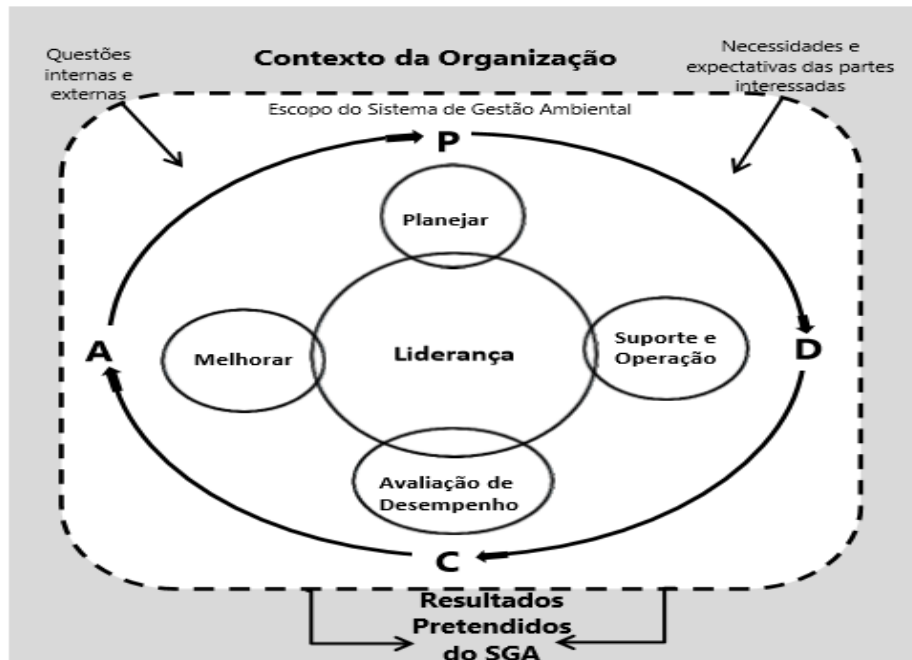 Questões
internas e
externas
Contexto da Organização
Necessidades e
expectativas das partes
interessadas
Escopo do Sistema de Gestão Ambiental
P
Planejar
A
Melhorar
Liderança
Suporte e
Operação
D
Avaliação de
Desempenho
C
Resultados
Pretendidos
do SGA